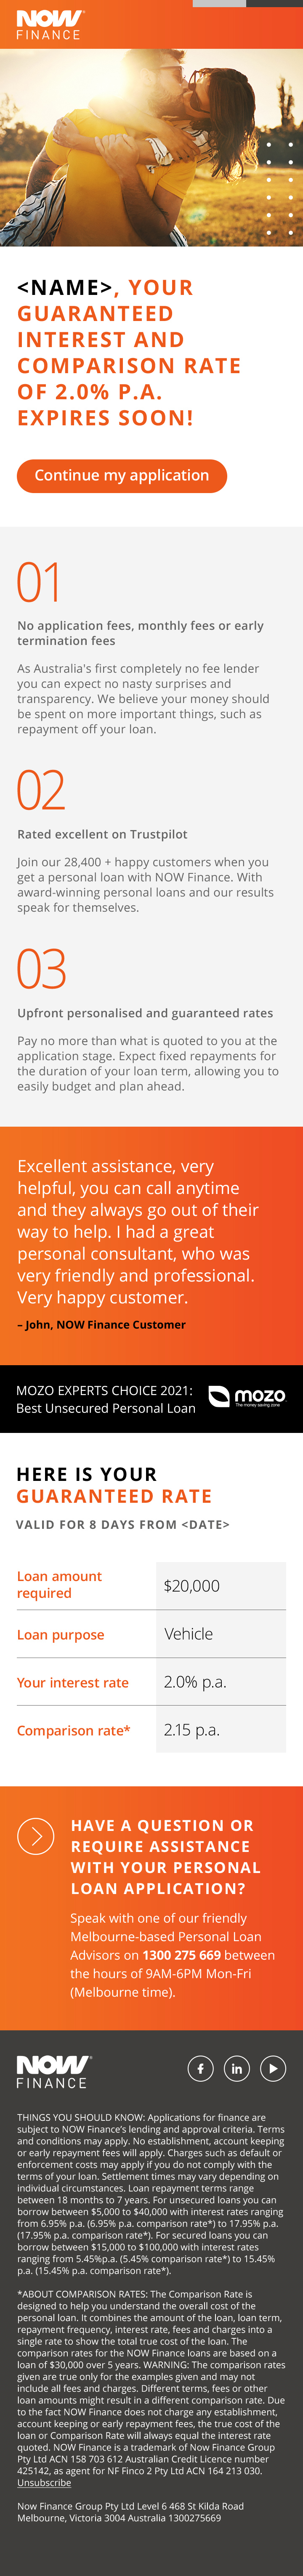 NOW
FINANCE
<NAME>, YOUR
GUARANTEED
INTEREST AND
COMPARISON RATE
OF 2.0% P.A.
EXPIRES SOON!
Continue my application
01
No application fees, monthly fees or early
termination fees
As Australia's first completely no fee lender
you can expect no nasty surprises and
transparency. We believe your money should
be spent on more important things, such as
repayment off your loan.
02
Rated excellent on Trustpilot
Join our 28,400 + happy customers when you
get a personal loan with NOW Finance. With
award-winning personal loans and our results
speak for themselves.
03
Upfront personalised and guaranteed rates
Pay no more than what is quoted to you at the
application stage. Expect fixed repayments for
the duration of your loan term, allowing you to
easily budget and plan ahead.
Excellent assistance, very
helpful, you can call anytime
and they always go out of their
way to help. I had a great
personal consultant, who was
very friendly and professional.
Very happy customer.
– John, NOW Finance Customer
MOZO EXPERTS CHOICE 2021:
Best Unsecured Personal Loan
mozo
The money saving zone
HERE IS YOUR
GUARANTEED RATE
VALID FOR 8 DAYS FROM <DATE>
Loan amount
required
$20,000
Loan purpose
Vehicle
Your interest rate
2.0% p.a.
Comparison rate*
2.15 p.a.
HAVE A QUESTION OR
REQUIRE ASSISTANCE
WITH YOUR PERSONAL
LOAN APPLICATION?
Speak with one of our friendly
Melbourne-based Personal Loan
Advisors on 1300 275 669 between
the hours of 9AM-6PM Mon-Fri
(Melbourne time).
NOW
FINANCE
THINGS YOU SHOULD KNOW: Applications for finance are
subject to NOW Finance's lending and approval criteria. Terms
and conditions may apply. No establishment, account keeping
or early repayment fees will apply. Charges such as default or
enforcement costs may apply if you do not comply with the
terms of your loan. Settlement times may vary depending on
individual circumstances. Loan repayment terms range
between 18 months to 7 years. For unsecured loans you can
borrow between $5,000 to $40,000 with interest rates ranging
from 6.95% p.a. (6.95% p.a. comparison rate*) to 17.95% p.a.
(17.95% p.a. comparison rate*). For secured loans you can
borrow between $15,000 to $100,000 with interest rates
ranging from 5.45%p.a. (5.45% comparison rate*) to 15.45%
p.a. (15.45% p.a. comparison rate*).
*ABOUT COMPARISON RATES: The Comparison Rate is
designed to help you understand the overall cost of the
personal loan. It combines the amount of the loan, loan term,
repayment frequency, interest rate, fees and charges into a
single rate to show the total true cost of the loan. The
comparison rates for the NOW Finance loans are based on a
loan of $30,000 over 5 years. WARNING: The comparison rates
given are true only for the examples given and may not
include all fees and charges. Different terms, fees or other
loan amounts might result in a different comparison rate. Due
to the fact NOW Finance does not charge any establishment,
account keeping or early repayment fees, the true cost of the
loan or Comparison Rate will always equal the interest rate
quoted. NOW Finance is a trademark of Now Finance Group
Pty Ltd ACN 158 703 612 Australian Credit Licence number
425142, as agent for NF Finco 2 Pty Ltd ACN 164 213 030.
Unsubscribe
Now Finance Group Pty Ltd Level 6 468 St Kilda Road
Melbourne, Victoria 3004 Australia 1300275669